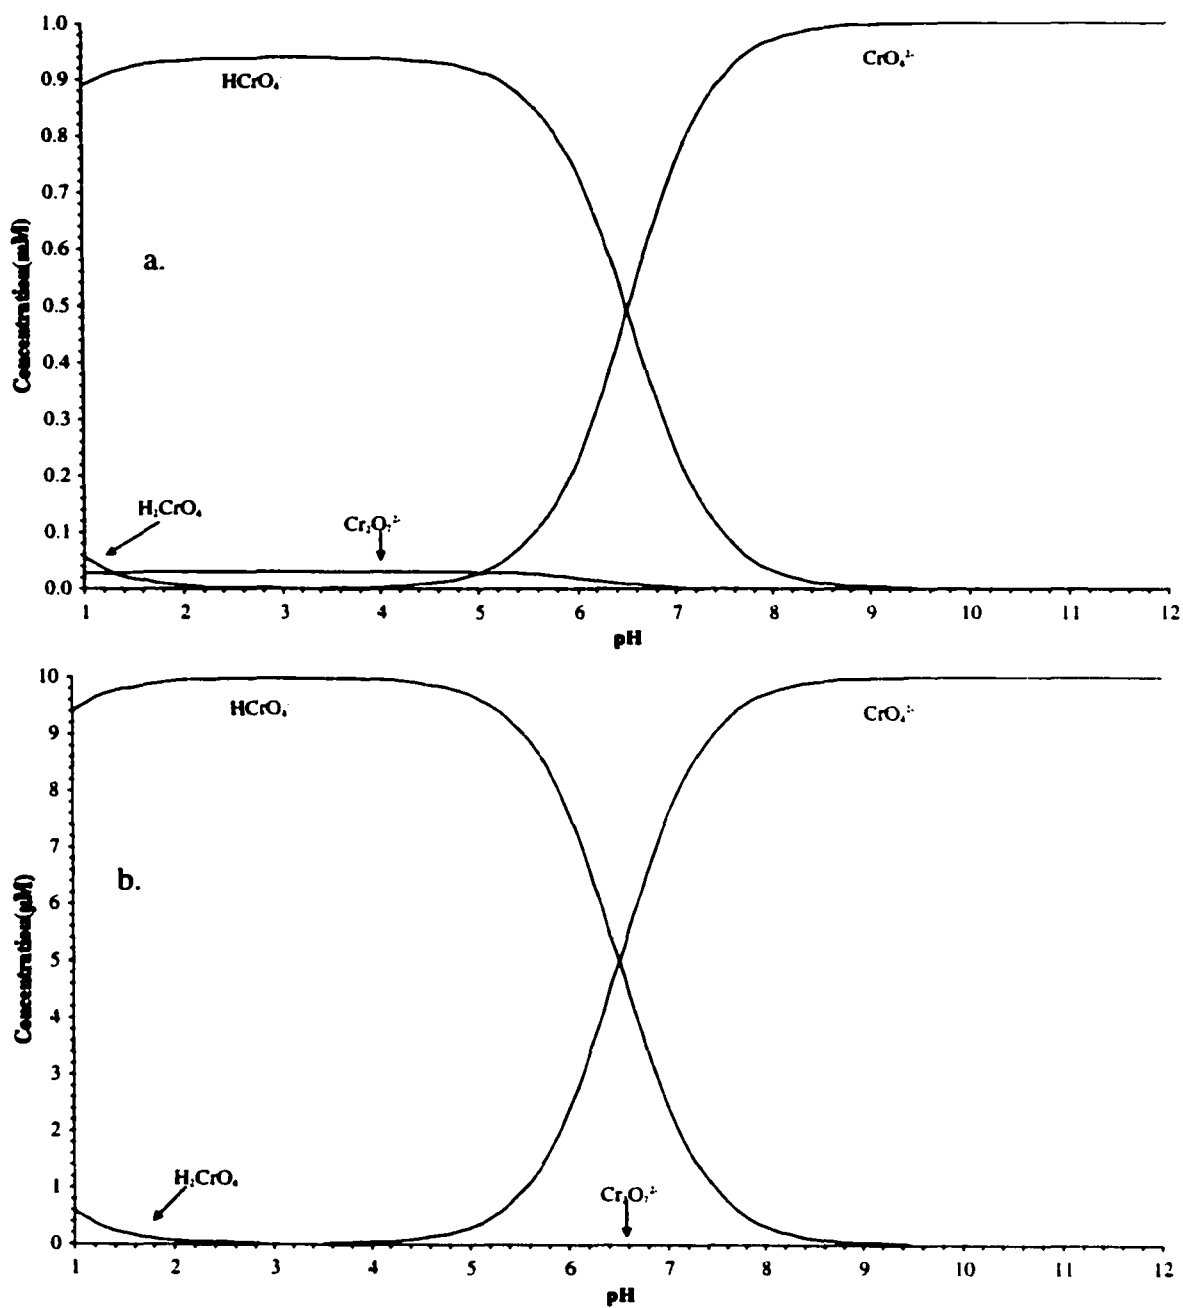 1.0
HCrO₄⁻
CrO₄²⁻
0.9
0.8
0.7
0.6
a.
0.5
0.4
0.3
0.2
H₂CrO₄
Cr₂O₇²⁻
0.1
0.0
1 2 3 4 5 6 7 8 9 10 11 12
pH
Concentration(mM)
10
HCrO₄⁻
CrO₄²⁻
9
8
7
b.
6
5
4
3
2
H₂CrO₄
Cr₂O₇²⁻
1
0
1 2 3 4 5 6 7 8 9 10 11 12
pH
Concentration(µM)